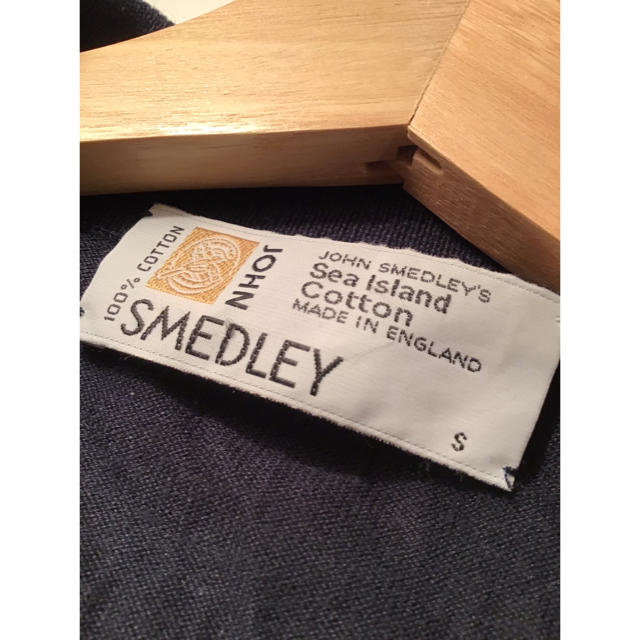 100% COTTON
JOHN
SMEDLEY
JOHN SMEDLEY'S
Sea Island
Cotton
MADE IN ENGLAND
S